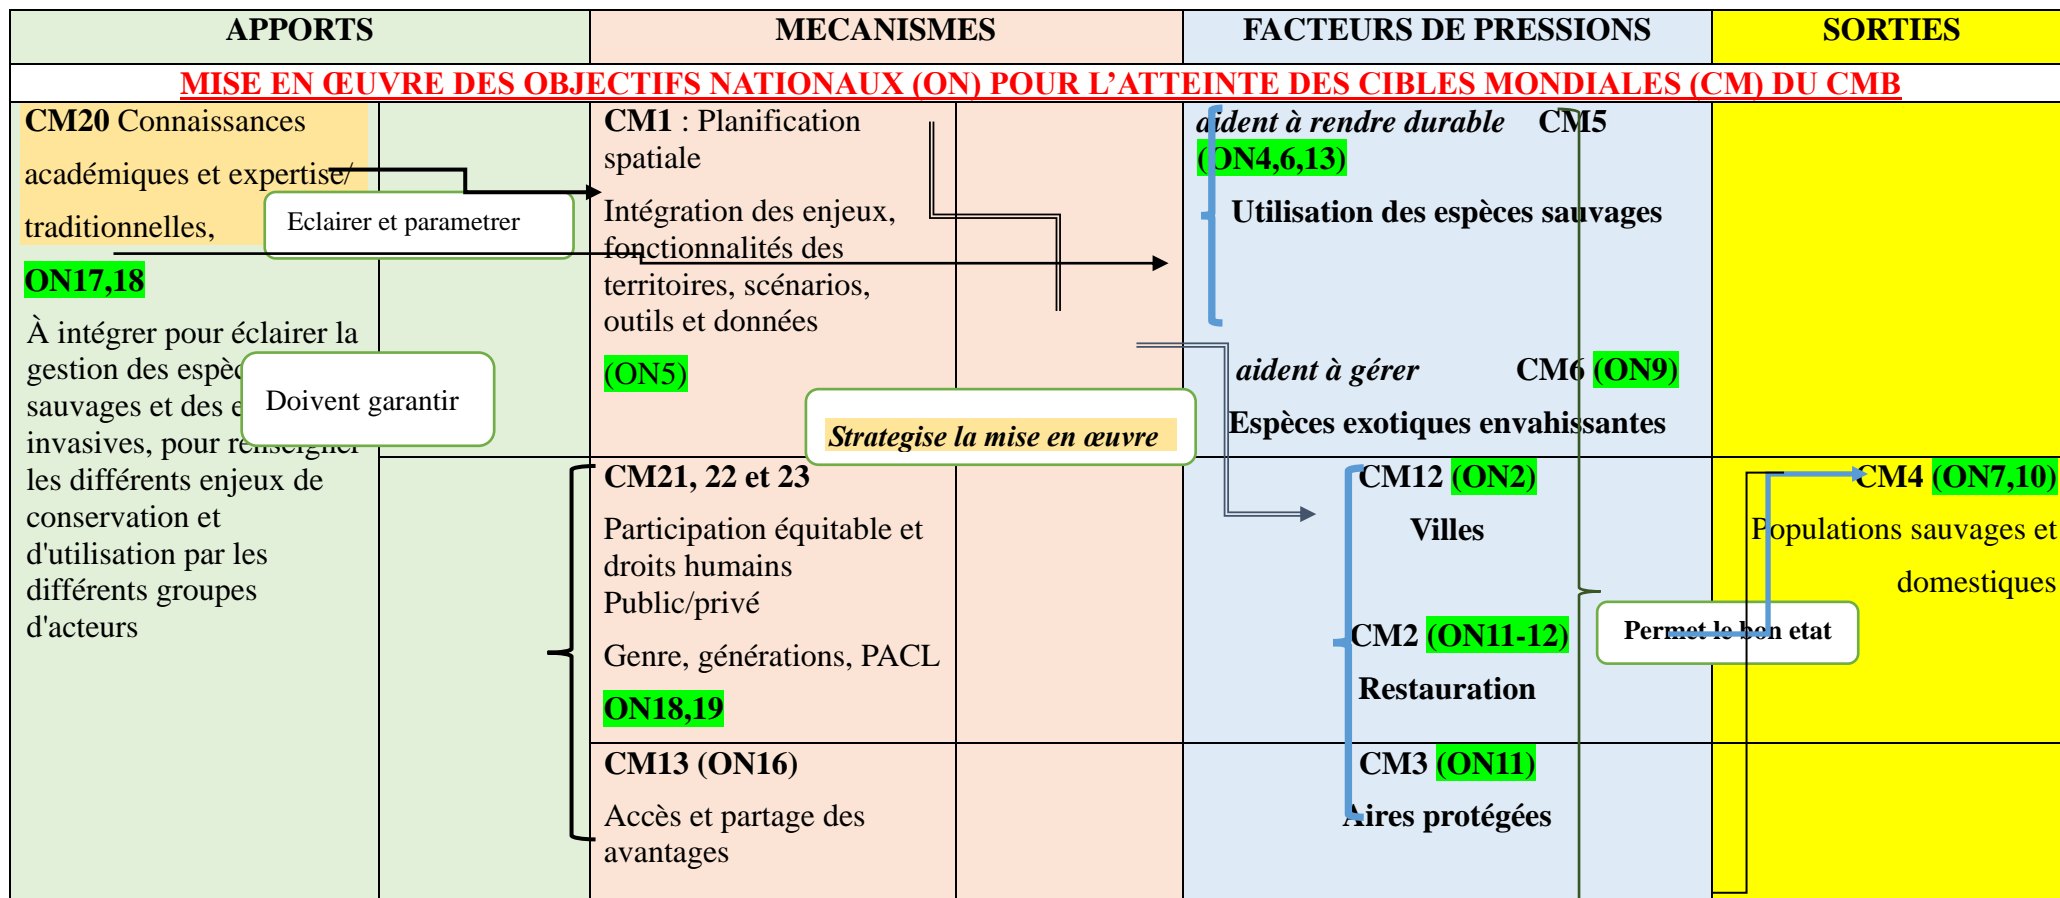 APPORTS
MECANISMES
FACTEURS DE PRESSIONS
SORTIES
MISE EN ŒUVRE DES OBJECTIFS NATIONAUX (ON) POUR L’ATTEINTE DES CIBLES MONDIALES (CM) DU CMB
CM20 Connaissances
académiques et expertise/
traditionnelles,
ON17,18
À intégrer pour éclairer la
gestion des espèc
sauvages et des e
invasives, pour renseigner
les différents enjeux de
conservation et
d'utilisation par les
différents groupes
d'acteurs
Eclairer et parametrer
Doivent garantir
CM1 : Planification
spatiale
Intégration des enjeux,
fonctionnalités des
territoires, scénarios,
outils et données
(ON5)
Strategise la mise en œuvre
CM21, 22 et 23
Participation équitable et
droits humains
Public/privé
Genre, générations, PACL
ON18,19
CM13 (ON16)
Accès et partage des
avantages
aident à rendre durable CM5
(ON4,6,13)
Utilisation des espèces sauvages
aident à gérer CM6 (ON9)
Espèces exotiques envahissantes
CM12 (ON2)
Villes
CM2 (ON11-12)
Restauration
CM3 (ON11)
Aires protégées
Permet le bon etat
CM4 (ON7,10)
Populations sauvages et
domestiques